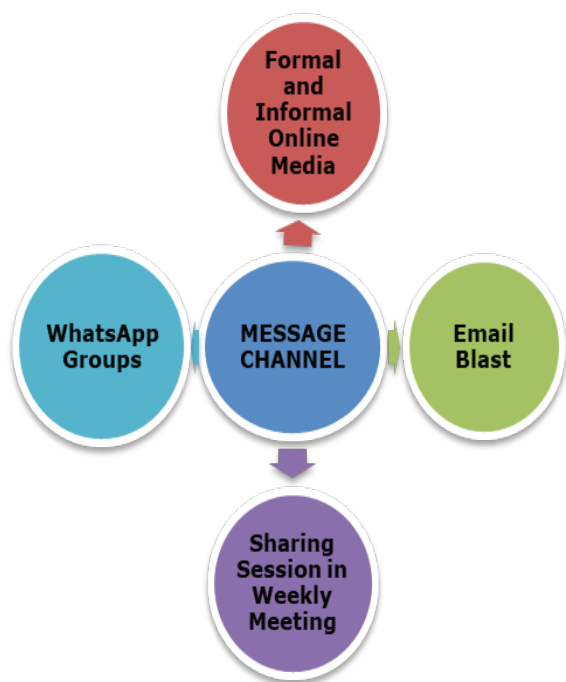 Formal
and
Informal
Online
Media
WhatsApp
Groups
MESSAGE
CHANNEL
Email
Blast
Sharing
Session in
Weekly
Meeting